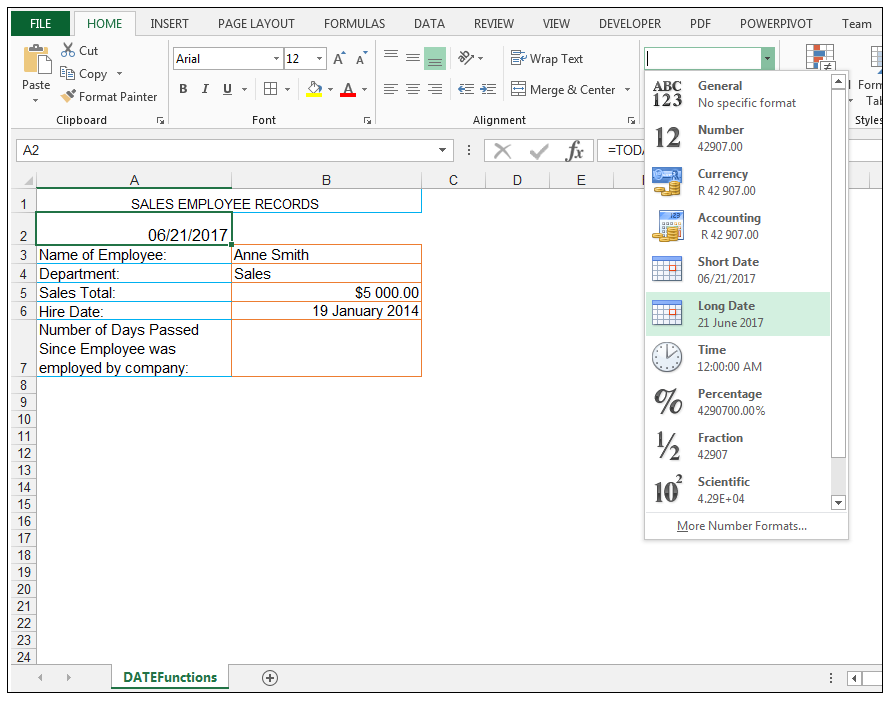 FILE HOME INSERT PAGE LAYOUT FORMULAS DATA REVIEW VIEW DEVELOPER PDF POWERPIVOT Team
Paste
Cut
Copy
Format Painter
Clipboard
Arial 12 A A
B I U A
Font
Wrap Text
Merge & Center
Alignment
Form
Tab
Styles
ABC
123
General
No specific format
12
Number
42907.00
Currency
R 42 907.00
Accounting
R 42 907.00
Short Date
06/21/2017
Long Date
21 June 2017
Time
12:00:00 AM
%
Percentage
4290700.00%
1/2
Fraction
42907
10²
Scientific
4.29E+04
More Number Formats...
A2 fx =TODA
A B C D E
1 SALES EMPLOYEE RECORDS
2 06/21/2017
3 Name of Employee: Anne Smith
4 Department: Sales
5 Sales Total: $5 000.00
6 Hire Date: 19 January 2014
Number of Days Passed
Since Employee was
7 employed by company:
8
9
10
11
12
13
14
15
16
17
18
19
20
21
22
23
24
DATEFunctions